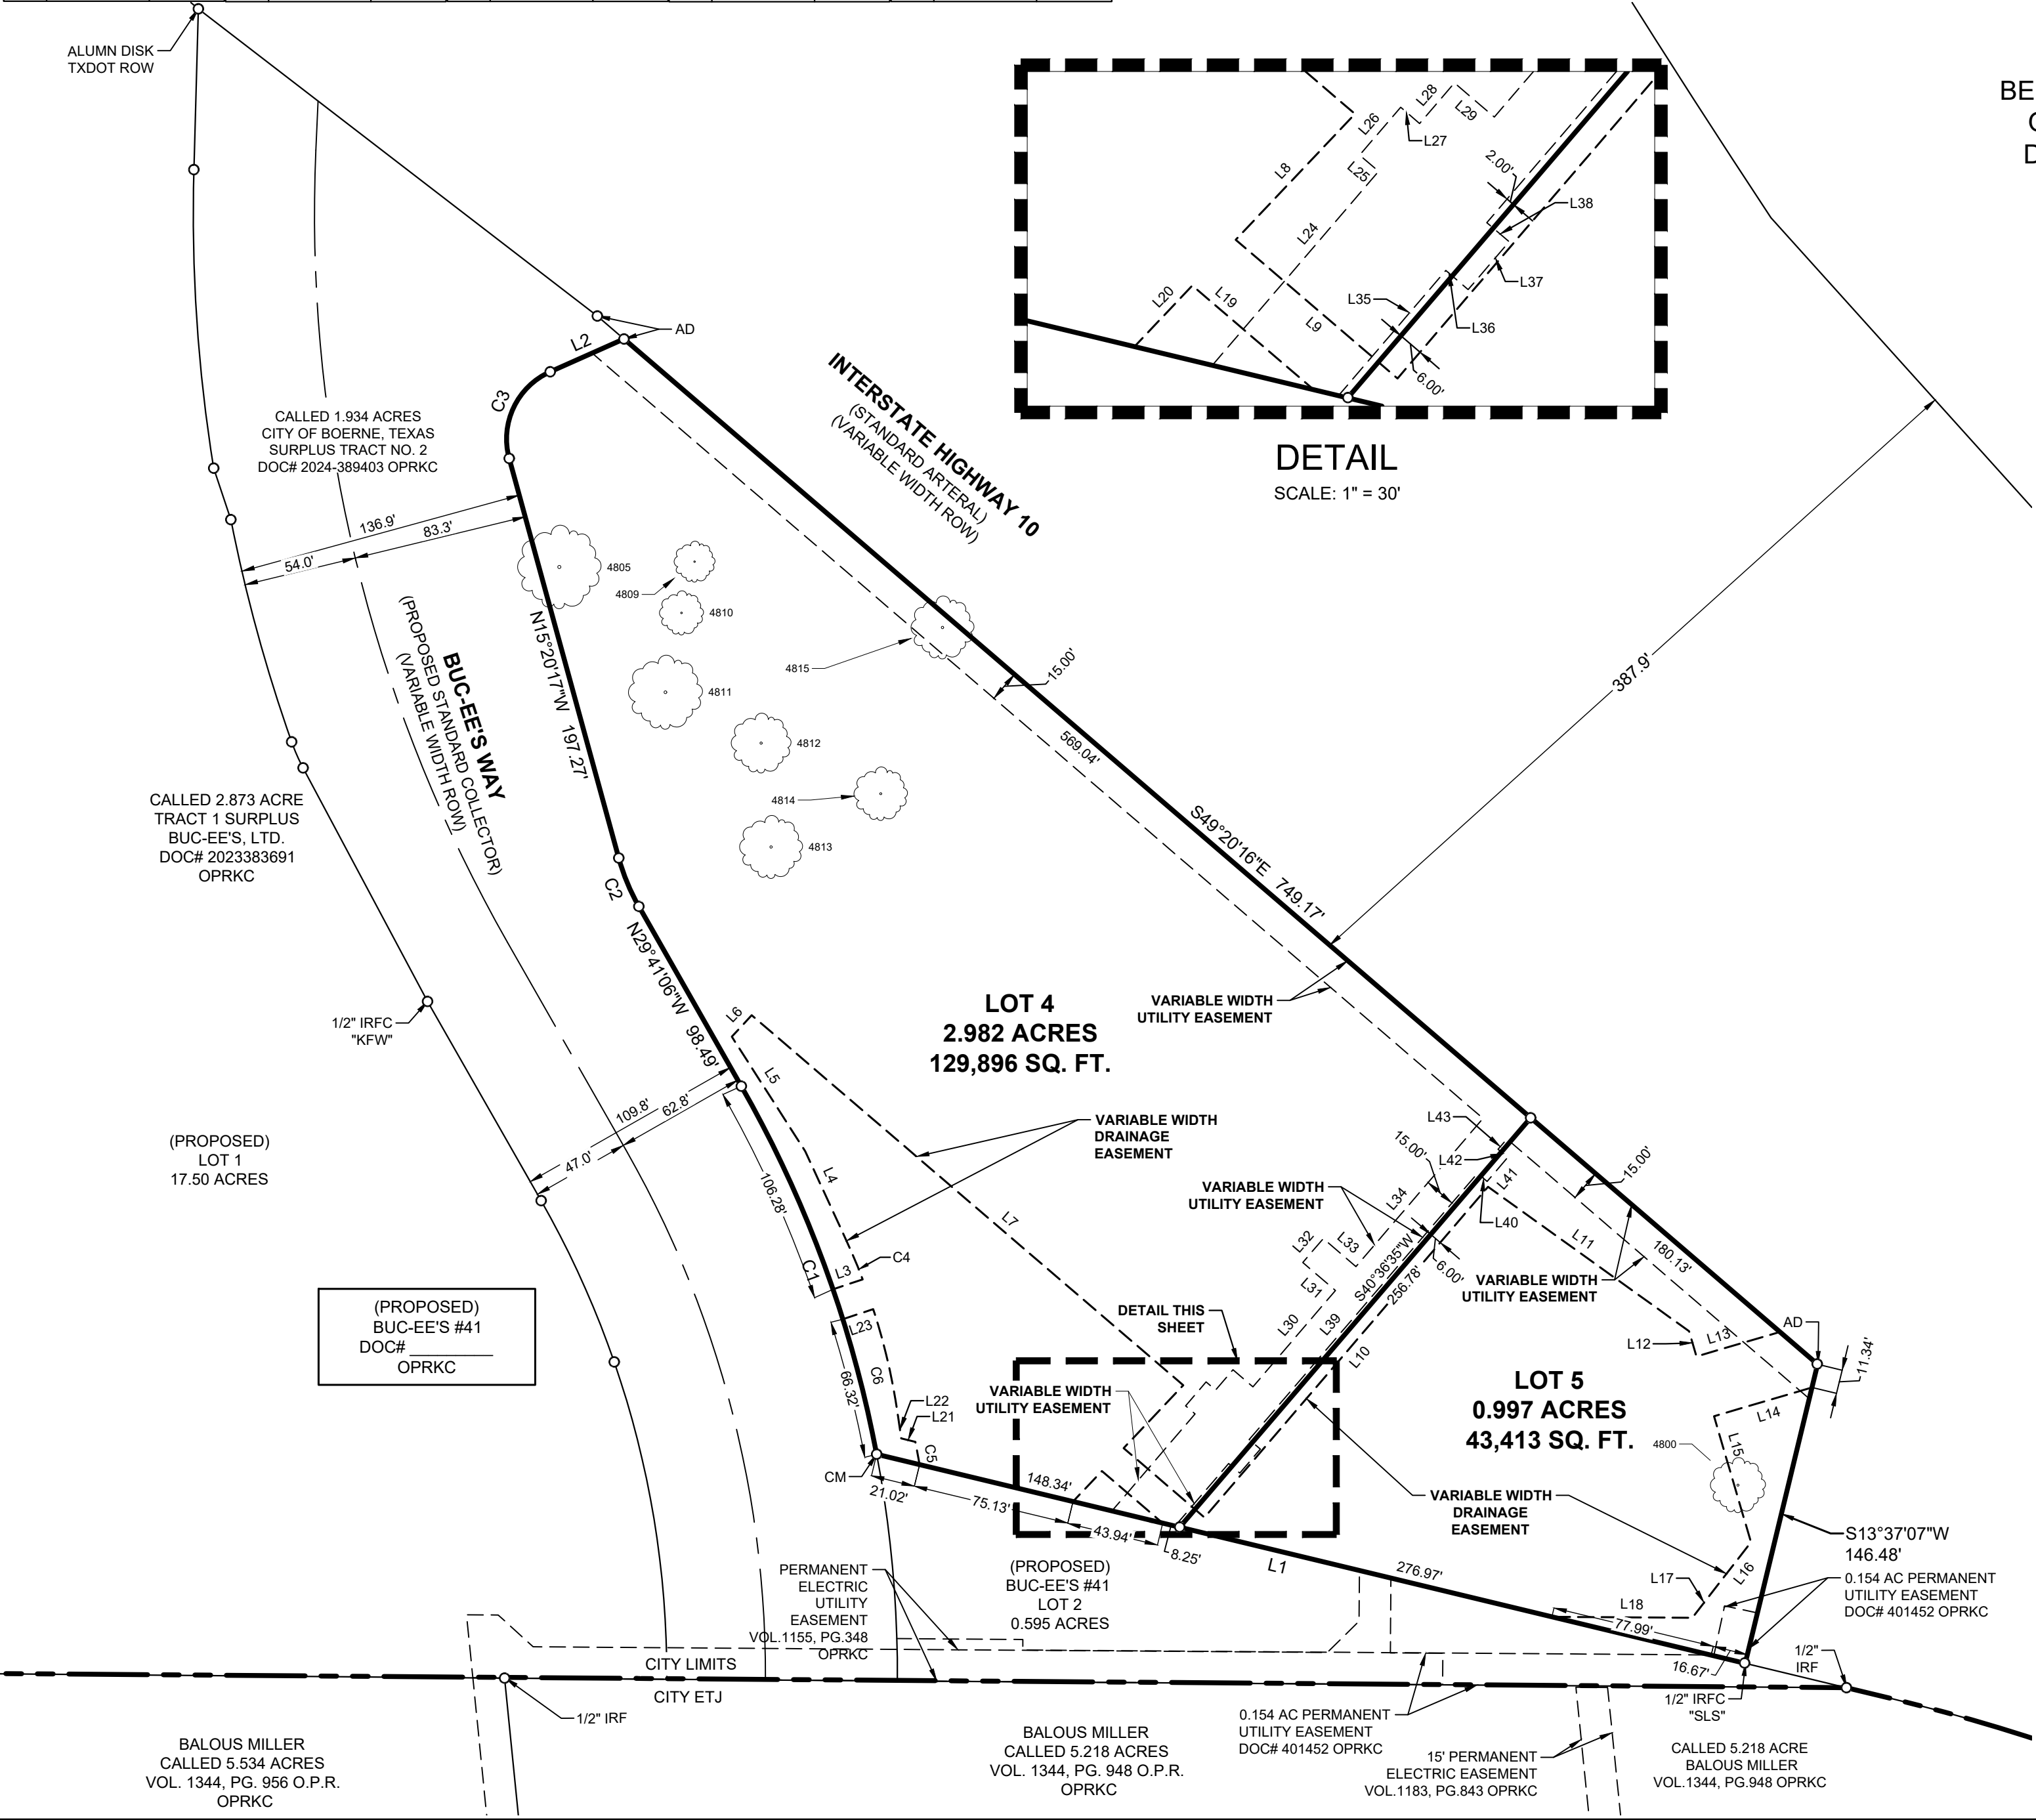 ALUMN DISK
TXDOT ROW
BE
D
L8
L26
L28
L29
L27
L25
2.00'
L38
L24
L37
L20
L19
L35
L9
L36
6.00'
DETAIL
SCALE: 1" = 30'
AD
L2
C3
INTERSTATE HIGHWAY 10
(STANDARD ARTERAL)
(VARIABLE WIDTH ROW)
CALLED 1.934 ACRES
CITY OF BOERNE, TEXAS
SURPLUS TRACT NO. 2
DOC# 2024-389403 OPRKC
136.9'
83.3'
54.0'
4805
4809
4810
4815
4811
4812
4814
4813
15.00'
569.04'
387.9'
N15°20'17"W 197.27'
BUC-EE'S WAY
(PROPOSED STANDARD COLLECTOR)
(VARIABLE WIDTH ROW)
CALLED 2.873 ACRE
TRACT 1 SURPLUS
BUC-EE'S, LTD.
DOC# 2023383691
OPRKC
S49°20'16"E 749.17'
C2
N29°41'06"W 98.49'
1/2" IRFC
"KFW"
LOT 4
2.982 ACRES
129,896 SQ. FT.
VARIABLE WIDTH
UTILITY EASEMENT
L6
L5
109.8'
62.8'
47.0'
(PROPOSED)
LOT 1
17.50 ACRES
VARIABLE WIDTH
DRAINAGE
EASEMENT
L4
L7
106.28'
C1
L3
C4
L43
15.00'
L42
L41
L40
15.00'
VARIABLE WIDTH
UTILITY EASEMENT
L34
L32
L33
L31
L30
S40°36'35"W
256.78'
6.00'
L39
L10
L11
180.13'
VARIABLE WIDTH
UTILITY EASEMENT
L12
L13
AD
11.34'
(PROPOSED)
BUC-EE'S #41
DOC# __________
OPRKC
DETAIL THIS
SHEET
L23
C6
66.32'
L22
L21
C5
CM
VARIABLE WIDTH
UTILITY EASEMENT
LOT 5
0.997 ACRES
43,413 SQ. FT.
L14
L15
4800
148.34'
21.02'
75.13'
43.94'
8.25'
VARIABLE WIDTH
DRAINAGE
EASEMENT
S13°37'07"W
146.48'
L1
276.97'
L16
L17
L18
77.99'
16.67'
0.154 AC PERMANENT
UTILITY EASEMENT
DOC# 401452 OPRKC
PERMANENT
ELECTRIC
UTILITY
EASEMENT
VOL.1155, PG.348
OPRKC
(PROPOSED)
BUC-EE'S #41
LOT 2
0.595 ACRES
CITY LIMITS
CITY ETJ
1/2"
IRF
1/2" IRFC
"SLS"
1/2" IRF
0.154 AC PERMANENT
UTILITY EASEMENT
DOC# 401452 OPRKC
15' PERMANENT
ELECTRIC EASEMENT
VOL.1183, PG.843 OPRKC
BALOUS MILLER
CALLED 5.534 ACRES
VOL. 1344, PG. 956 O.P.R.
OPRKC
BALOUS MILLER
CALLED 5.218 ACRES
VOL. 1344, PG. 948 O.P.R.
OPRKC
CALLED 5.218 ACRE
BALOUS MILLER
VOL.1344, PG.948 OPRKC